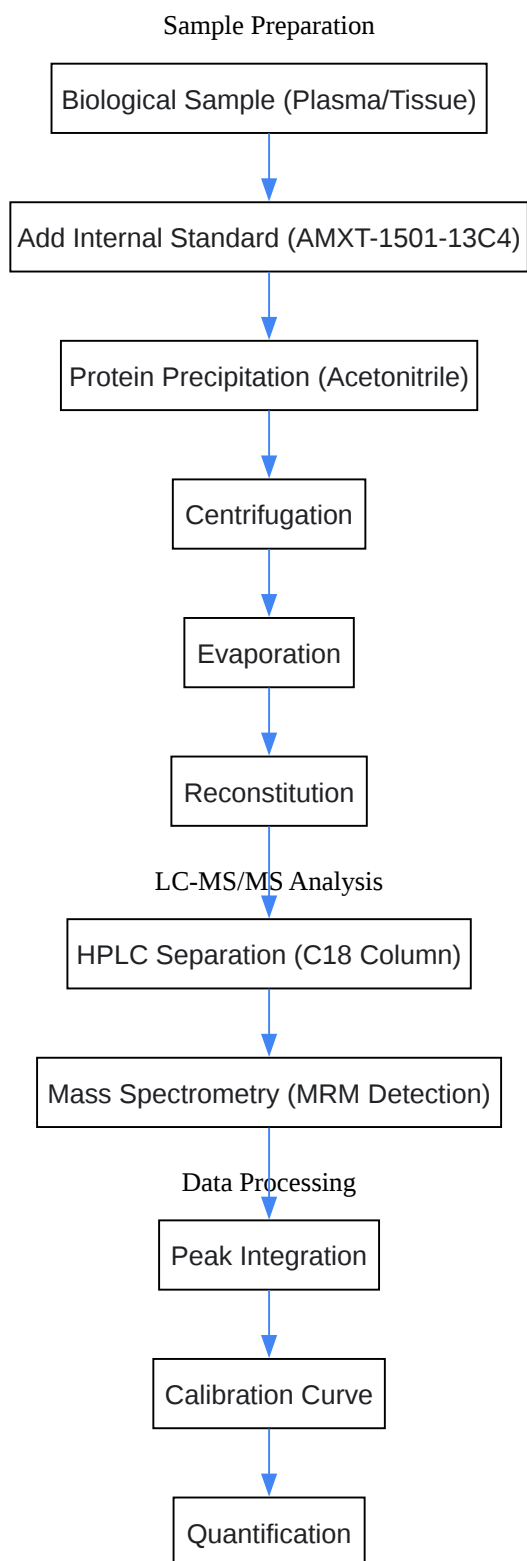 Sample Preparation
Biological Sample (Plasma/Tissue)
Add Internal Standard (AMXT-1501-13C4)
Protein Precipitation (Acetonitrile)
Centrifugation
Evaporation
Reconstitution
LC-MS/MS Analysis
HPLC Separation (C18 Column)
Mass Spectrometry (MRM Detection)
Data Processing
Peak Integration
Calibration Curve
Quantification